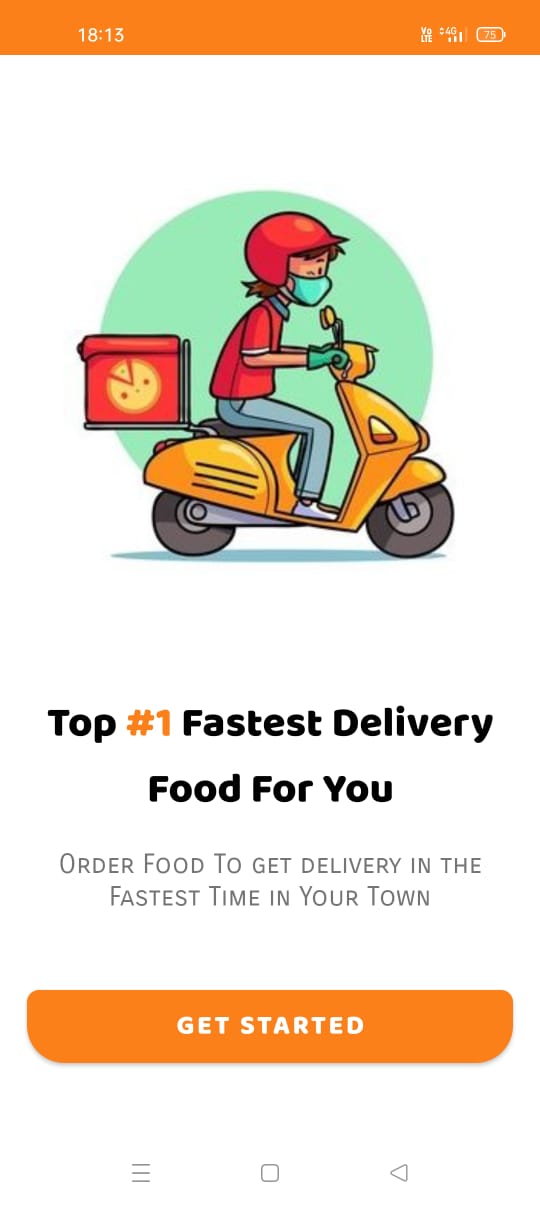 18:13
Vo
LTE
4G
75
Top #1 Fastest Delivery
Food For You
Order Food To get delivery in the
Fastest Time in Your Town
GET STARTED